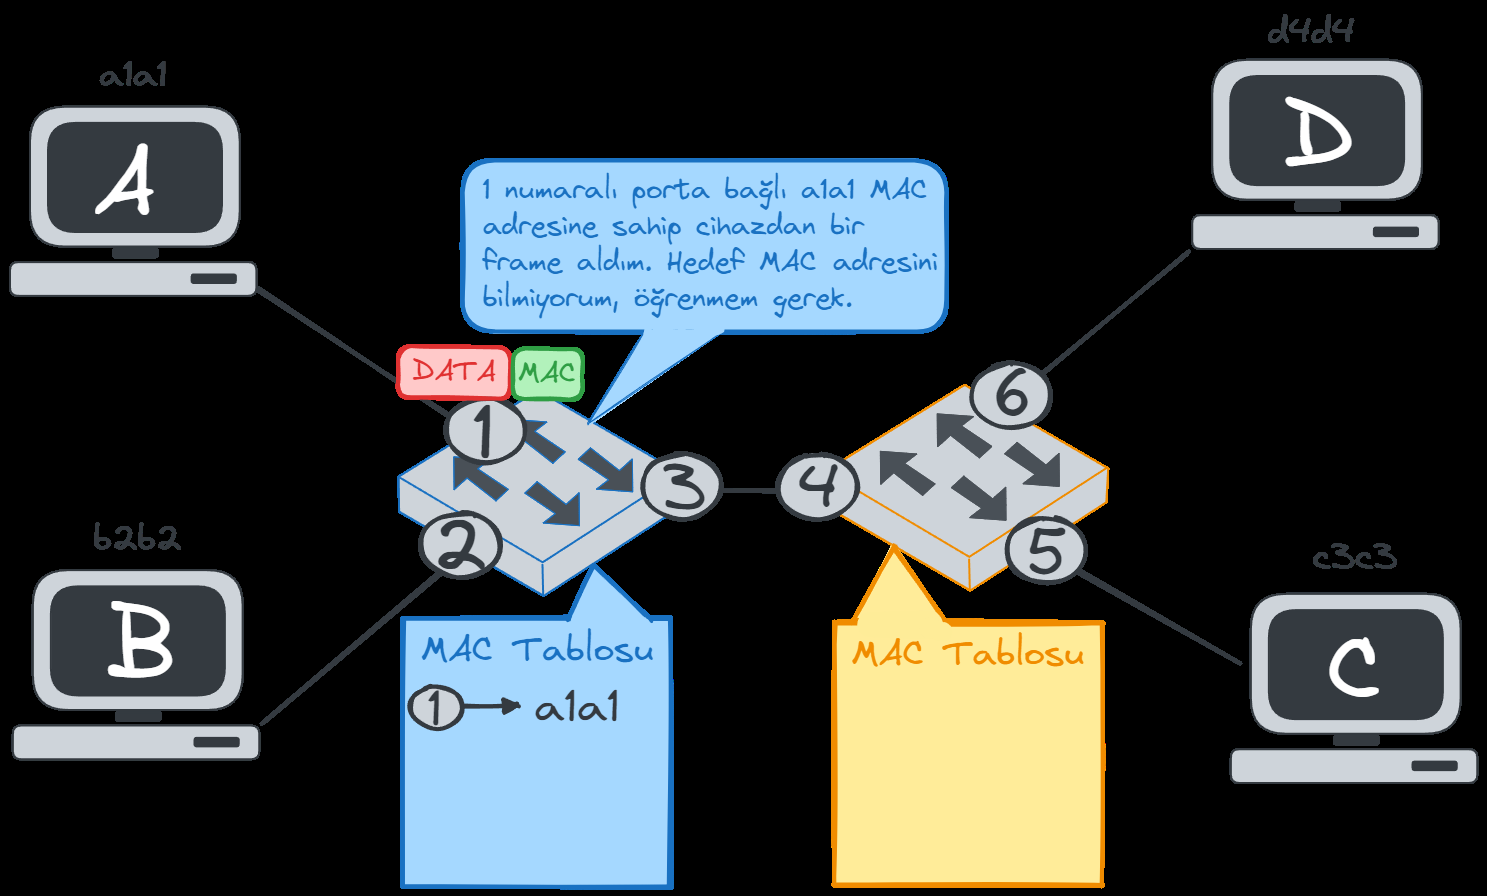 a1a1
A
d4d4
D
1 numaralı porta bağlı a1a1 MAC
adresine sahip cihazdan bir
frame aldım. Hedef MAC adresini
bilmiyorum, öğrenmem gerek.
DATA
MAC
1
2
3
4
5
6
b2b2
B
c3c3
C
MAC Tablosu
1 → a1a1
MAC Tablosu